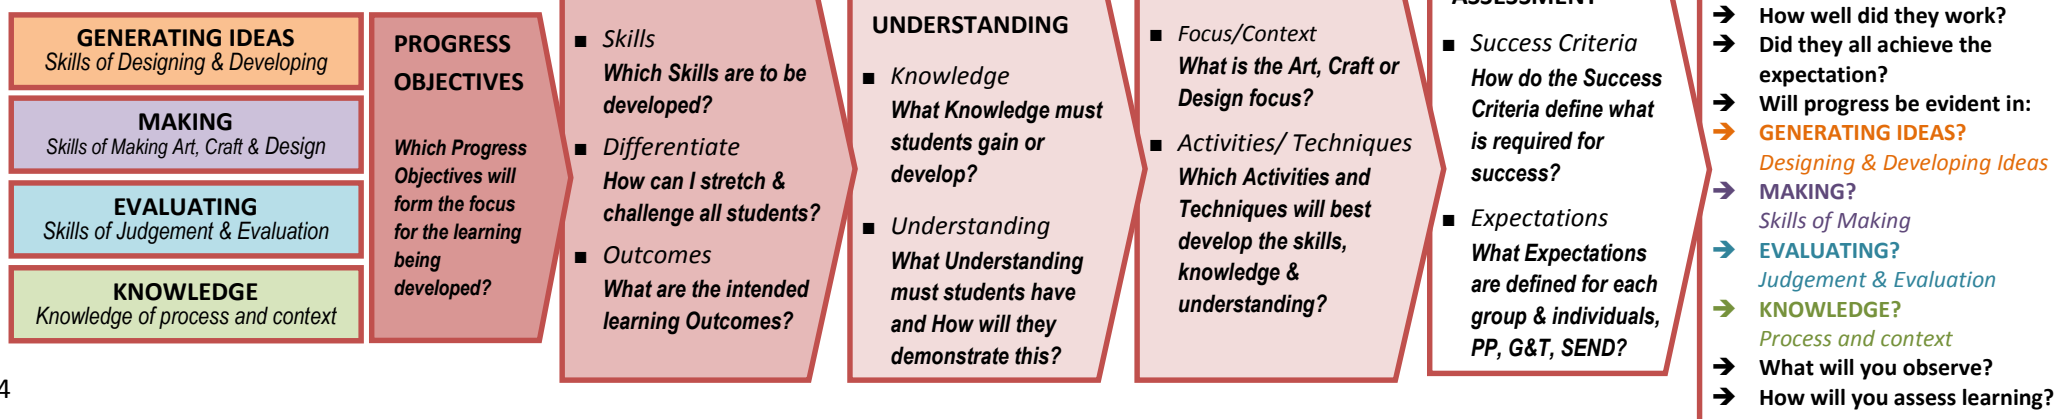 GENERATING IDEAS
Skills of Designing & Developing
MAKING
Skills of Making Art, Craft & Design
EVALUATING
Skills of Judgement & Evaluation
KNOWLEDGE
Knowledge of process and context
4
PROGRESS
OBJECTIVES
Which Progress
Objectives will
form the focus
for the learning
being
developed?
■ Skills
Which Skills are to be
developed?
■ Differentiate
How can I stretch &
challenge all students?
■ Outcomes
What are the intended
learning Outcomes?
UNDERSTANDING
■ Knowledge
What Knowledge must
students gain or
develop?
■ Understanding
What Understanding
must students have
and How will they
demonstrate this?
■ Focus/Context
What is the Art, Craft or
Design focus?
■ Activities/ Techniques
Which Activities and
Techniques will best
develop the skills,
knowledge &
understanding?
ASSESSMENT
■ Success Criteria
How do the Success
Criteria define what
is required for
success?
■ Expectations
What Expectations
are defined for each
group & individuals,
PP, G&T, SEND?
➔ How well did they work?
➔ Did they all achieve the
expectation?
➔ Will progress be evident in:
➔ GENERATING IDEAS?
Designing & Developing Ideas
➔ MAKING?
Skills of Making
➔ EVALUATING?
Judgement & Evaluation
➔ KNOWLEDGE?
Process and context
➔ What will you observe?
➔ How will you assess learning?